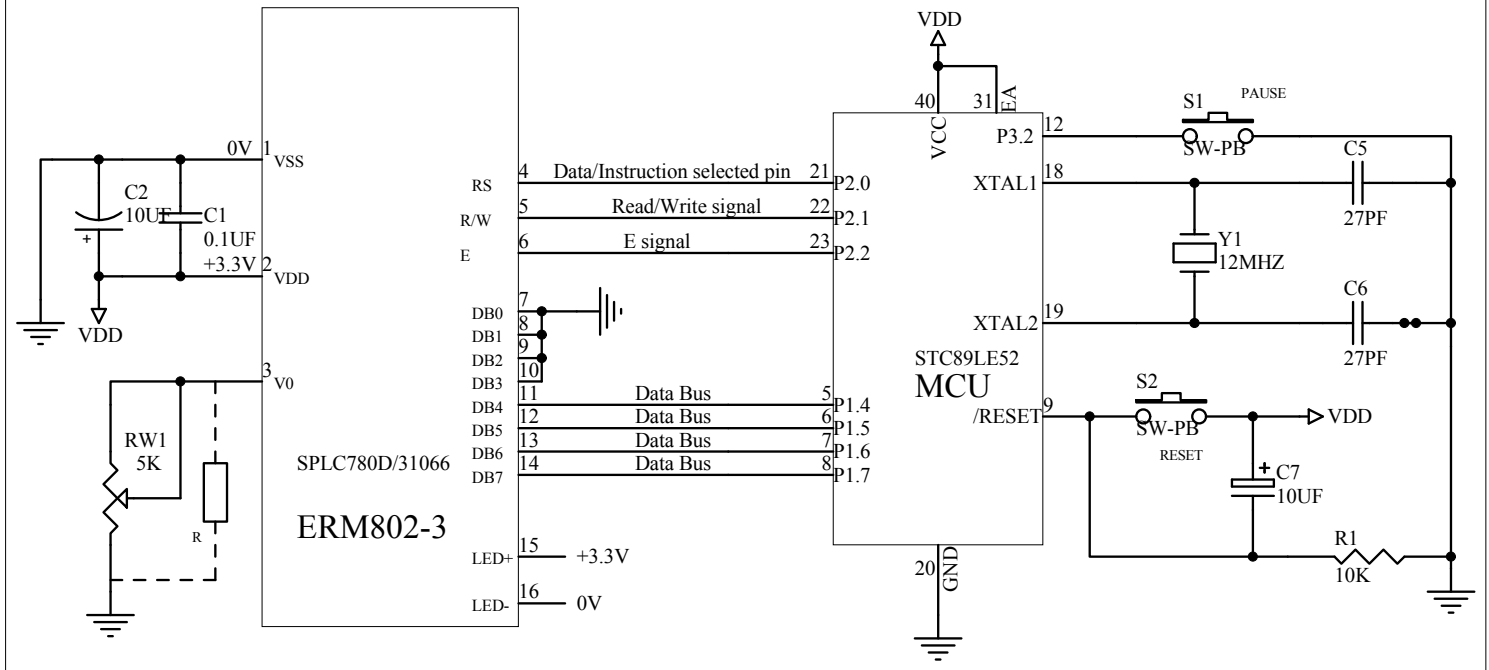 VDD
40
VCC
31
EA
0V
1
VSS
C2
10UF
C1
0.1UF
+3.3V
2
VDD
VDD
3
V0
RW1
5K
R
SPLC780D/31066
ERM802-3
RS
4
Data/Instruction selected pin
21
P2.0
R/W
5
Read/Write signal
22
P2.1
E
6
E signal
23
P2.2
DB0
7
DB1
8
DB2
9
DB3
10
DB4
11
Data Bus
5
P1.4
DB5
12
Data Bus
6
P1.5
DB6
13
Data Bus
7
P1.6
DB7
14
Data Bus
8
P1.7
LED+
15
+3.3V
LED-
16
0V
P3.2
12
S1
PAUSE
SW-PB
XTAL1
18
C5
27PF
Y1
12MHZ
XTAL2
19
C6
27PF
STC89LE52
MCU
/RESET
9
S2
SW-PB
RESET
VDD
+
C7
10UF
R1
10K
20
GND
+